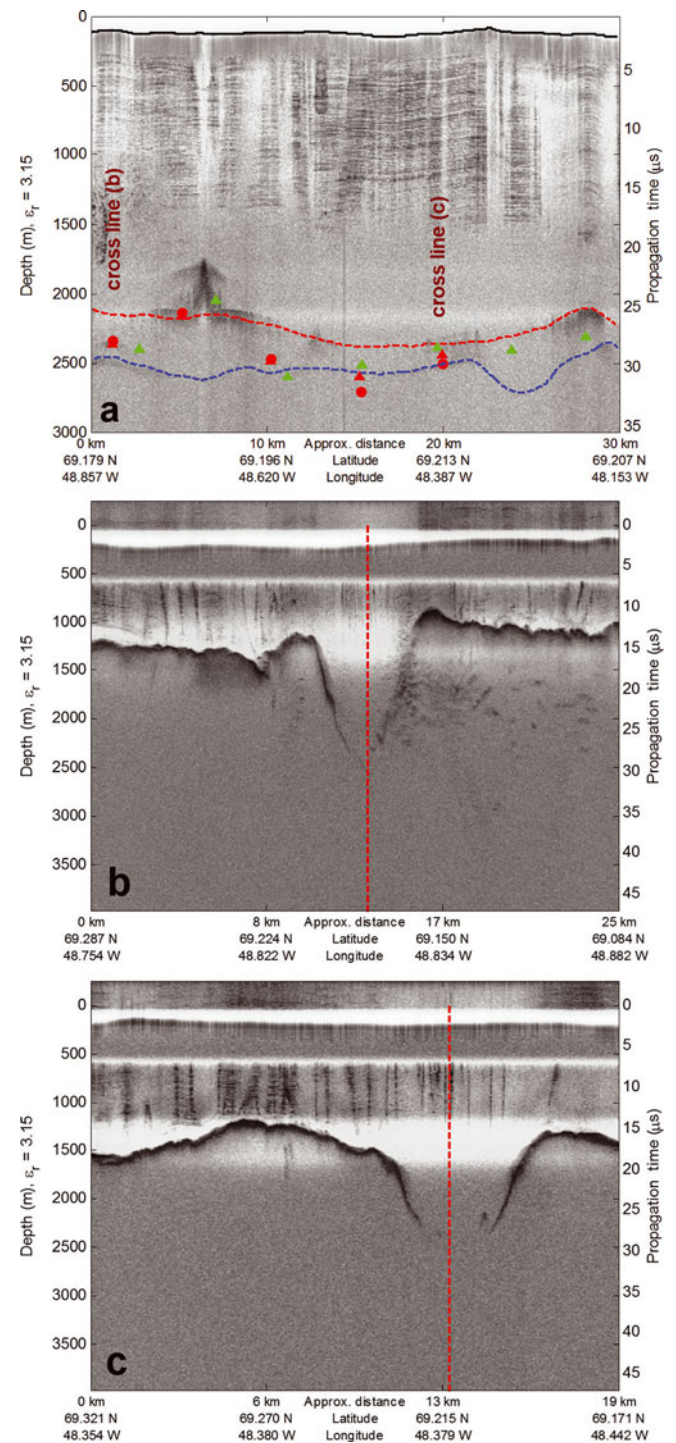 0
500
1000
1500
2000
2500
3000
Depth (m), εr = 3.15
5
10
15
20
25
30
35
Propagation time (µs)
cross line (b)
cross line (c)
a
0 km 10 km Approx. distance 20 km 30 km
69.179 N 69.196 N Latitude 69.213 N 69.207 N
48.857 W 48.620 W Longitude 48.387 W 48.153 W
0
500
1000
1500
2000
2500
3000
3500
Depth (m), εr = 3.15
0
5
10
15
20
25
30
35
40
45
Propagation time (µs)
b
0 km 8 km Approx. distance 17 km 25 km
69.287 N 69.224 N Latitude 69.150 N 69.084 N
48.754 W 48.822 W Longitude 48.834 W 48.882 W
0
500
1000
1500
2000
2500
3000
3500
Depth (m), εr = 3.15
0
5
10
15
20
25
30
35
40
45
Propagation time (µs)
c
0 km 6 km Approx. distance 13 km 19 km
69.321 N 69.270 N Latitude 69.215 N 69.171 N
48.354 W 48.380 W Longitude 48.379 W 48.442 W